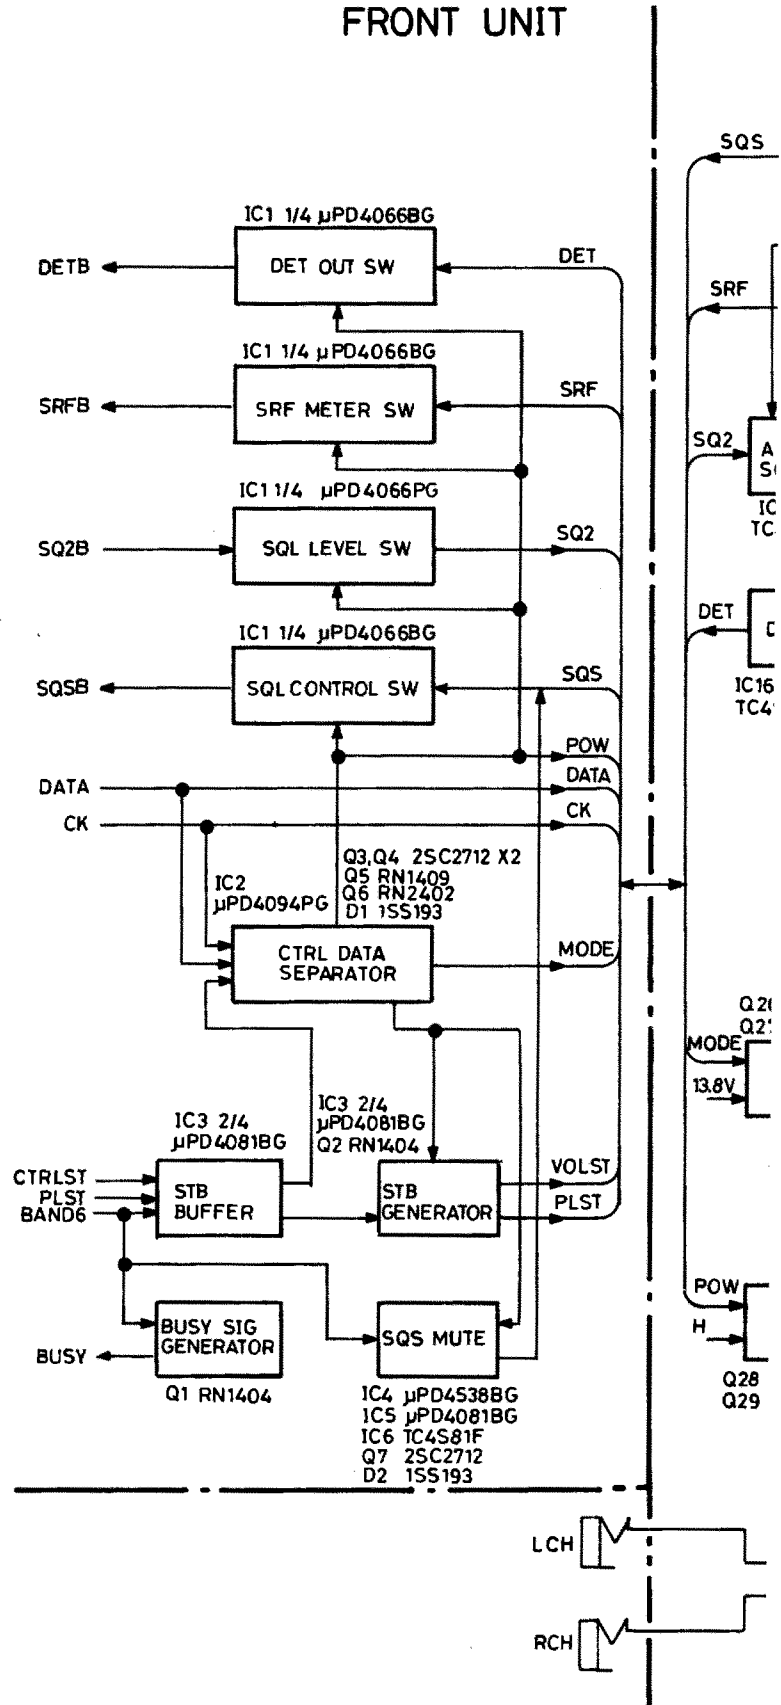 FRONT UNIT
SQS
IC1 1/4 µPD4066BG
DETB
DET OUT SW
DET
SRF
IC1 1/4 µPD4066BG
SRFB
SRF METER SW
SRF
SQ2
IC1 1/4 µPD4066PG
SQ2B
SQL LEVEL SW
SQ2
DET
IC1 1/4 µPD4066BG
SQSB
SQL CONTROL SW
SQS
IC16
POW
DATA
DATA
CK
CK
Q3,Q4 2SC2712 X2
Q5 RN1409
Q6 RN2402
D1 1SS193
IC2
µPD4094PG
CTRL DATA
SEPARATOR
MODE
MODE
13.8V
IC3 2/4
µPD4081BG
IC3 2/4
µPD4081BG
Q2 RN1404
CTRLST
PLST
BAND6
STB
BUFFER
STB
GENERATOR
VOLST
PLST
POW
H
BUSY SIG
GENERATOR
BUSY
Q1 RN1404
SQS MUTE
Q28
Q29
IC4 µPD4538BG
IC5 µPD4081BG
IC6 TC4S81F
Q7 2SC2712
D2 1SS193
LCH
RCH